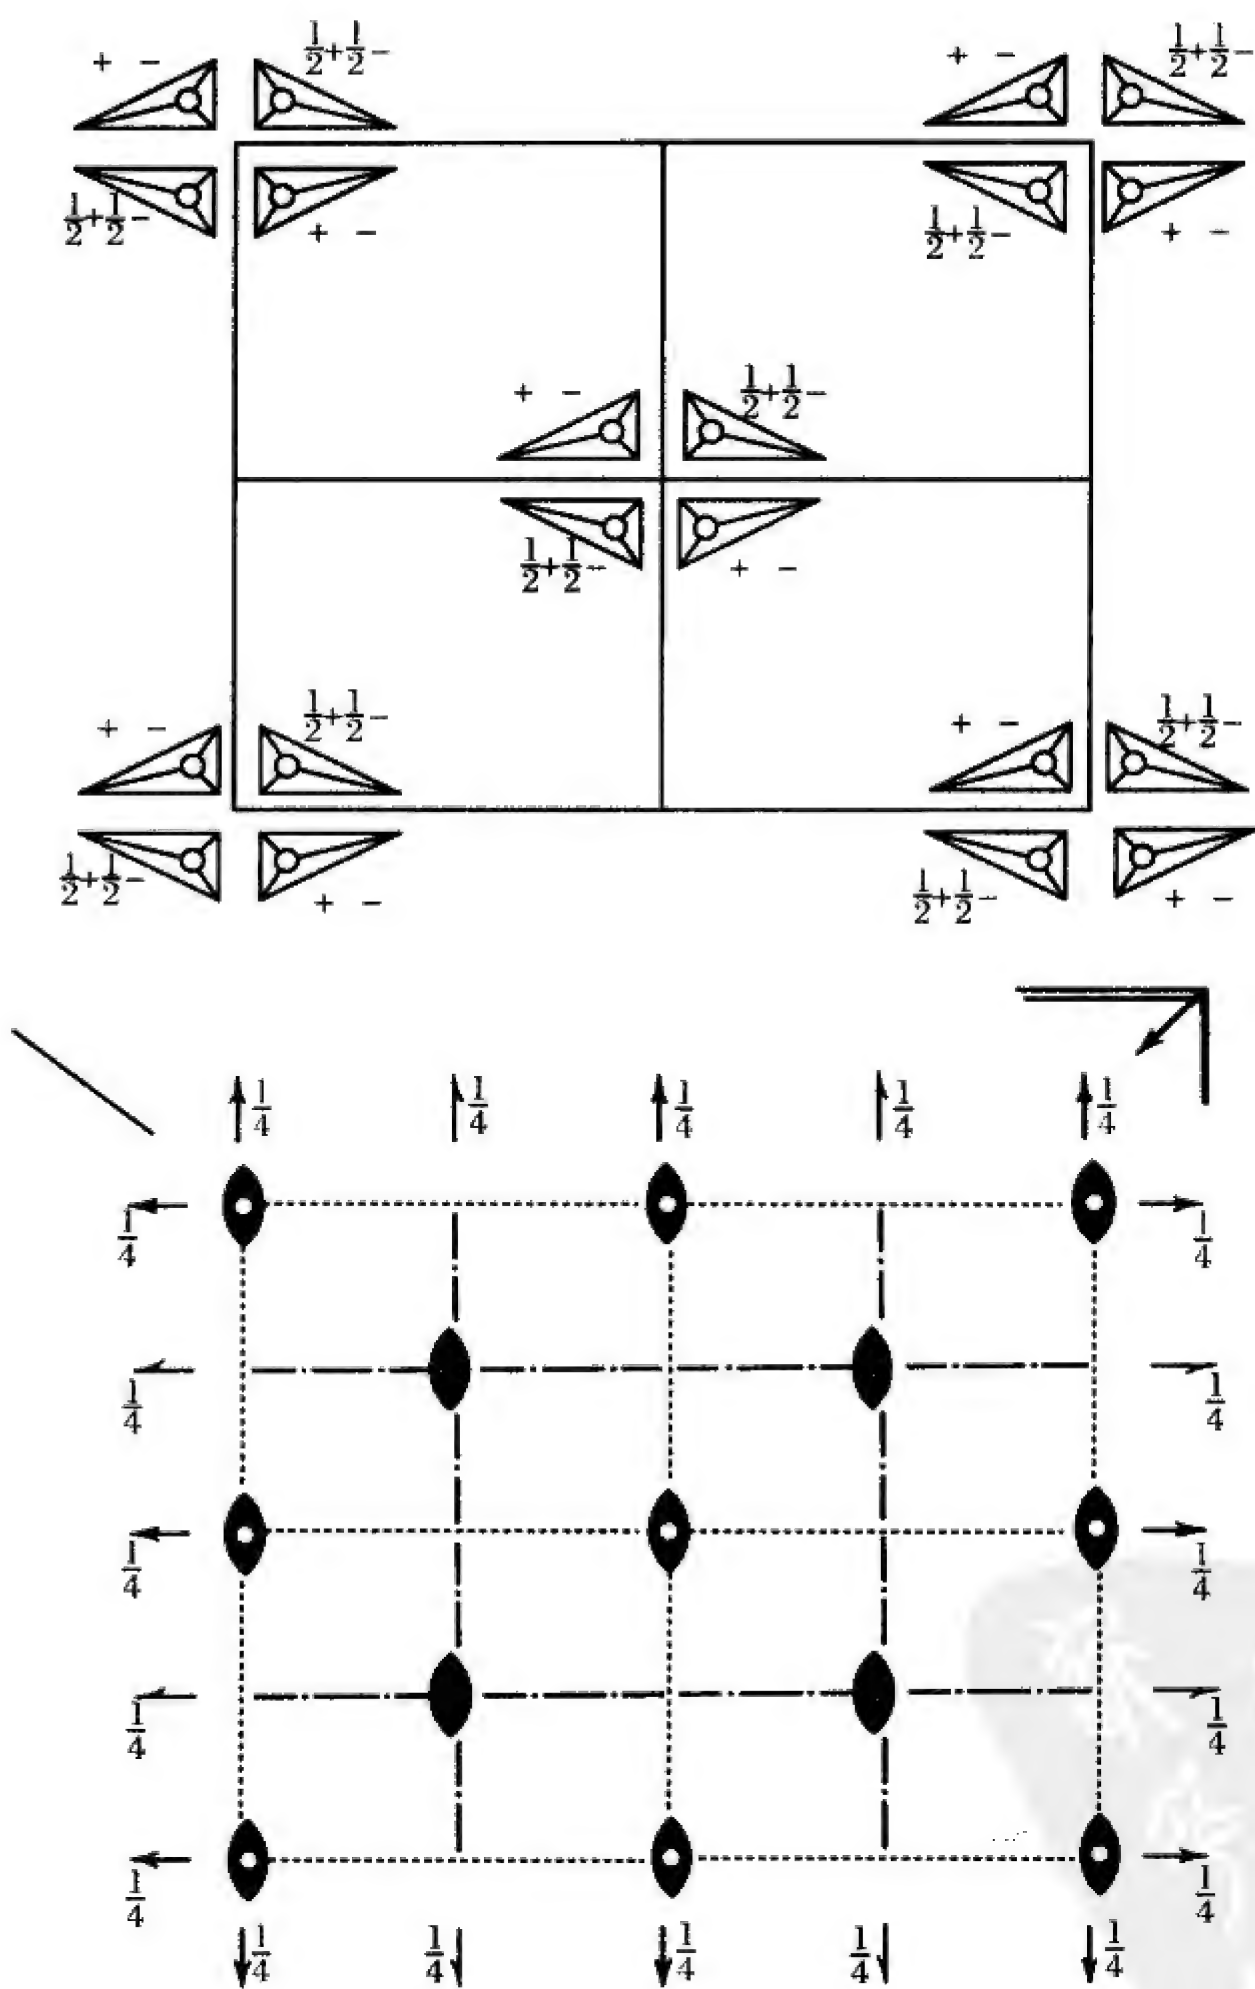 + - 1/2+1/2- + - 1/2+1/2-
1/2+1/2- + - 1/2+1/2- + -
+ - 1/2+1/2-
1/2+1/2- + -
+ - 1/2+1/2- + - 1/2+1/2-
1/2+1/2- + - 1/2+1/2- + -
1/4 1/4 1/4 1/4 1/4
1/4 1/4
1/4 1/4
1/4 1/4
1/4 1/4
1/4 1/4
1/4 1/4 1/4 1/4 1/4